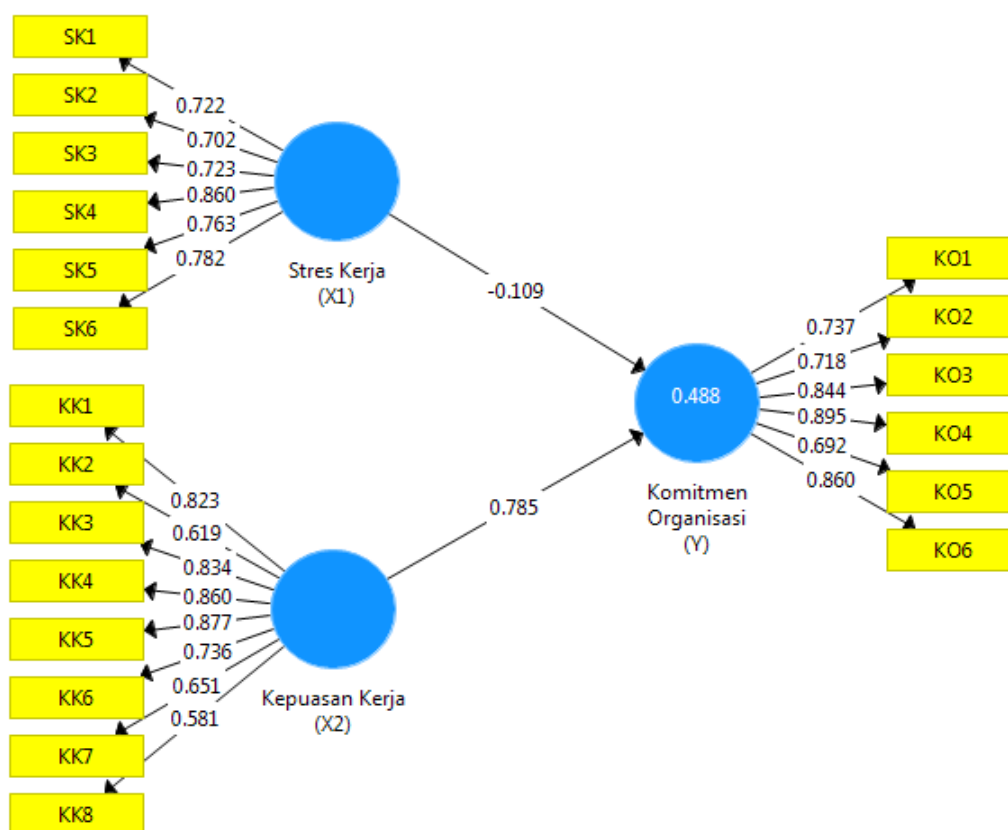 SK1
SK2
SK3
SK4
SK5
SK6
0.722
0.702
0.723
0.860
0.763
0.782
Stres Kerja
(X1)
-0.109
KK1
KK2
KK3
KK4
KK5
KK6
KK7
KK8
0.823
0.619
0.834
0.860
0.877
0.736
0.651
0.581
Kepuasan Kerja
(X2)
0.785
0.488
Komitmen
Organisasi
(Y)
0.737
0.718
0.844
0.895
0.692
0.860
KO1
KO2
KO3
KO4
KO5
KO6